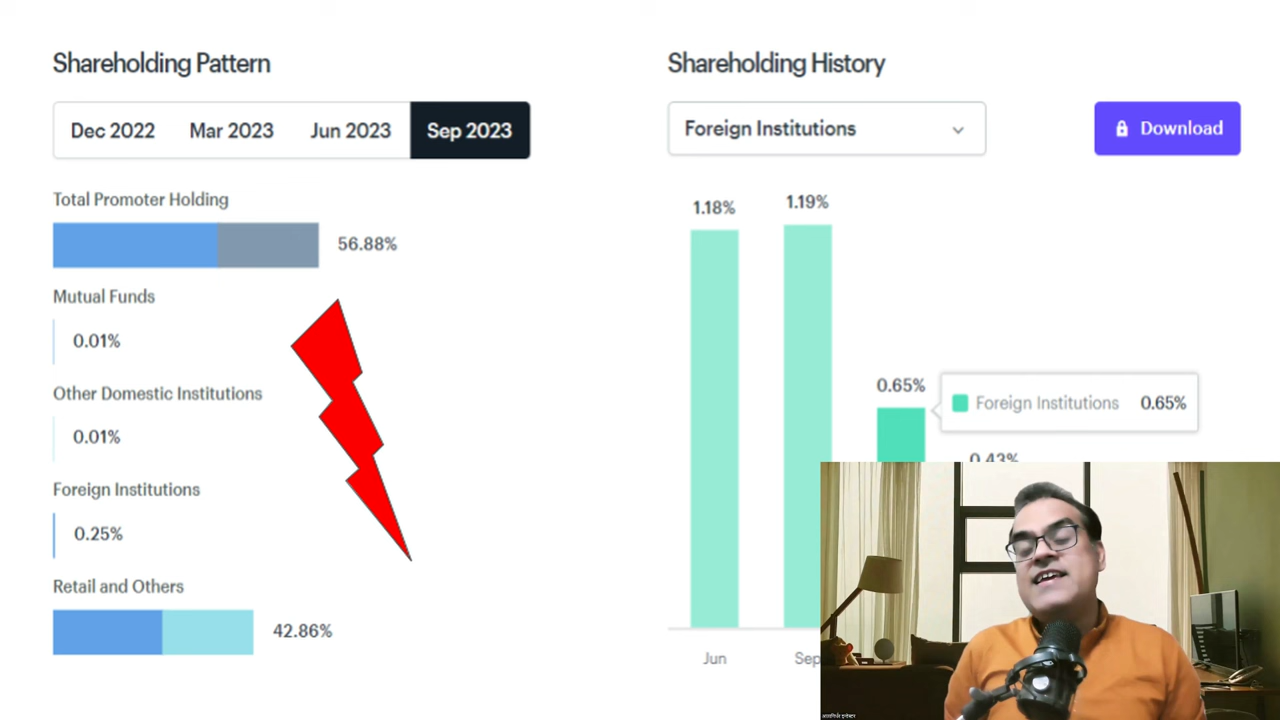 Shareholding Pattern
Dec 2022 Mar 2023 Jun 2023 Sep 2023
Total Promoter Holding
56.88%
Mutual Funds
0.01%
Other Domestic Institutions
0.01%
Foreign Institutions
0.25%
Retail and Others
42.86%
Shareholding History
Foreign Institutions
Download
1.18%
1.19%
0.65%
Foreign Institutions 0.65%
0.43%
Jun
Sep